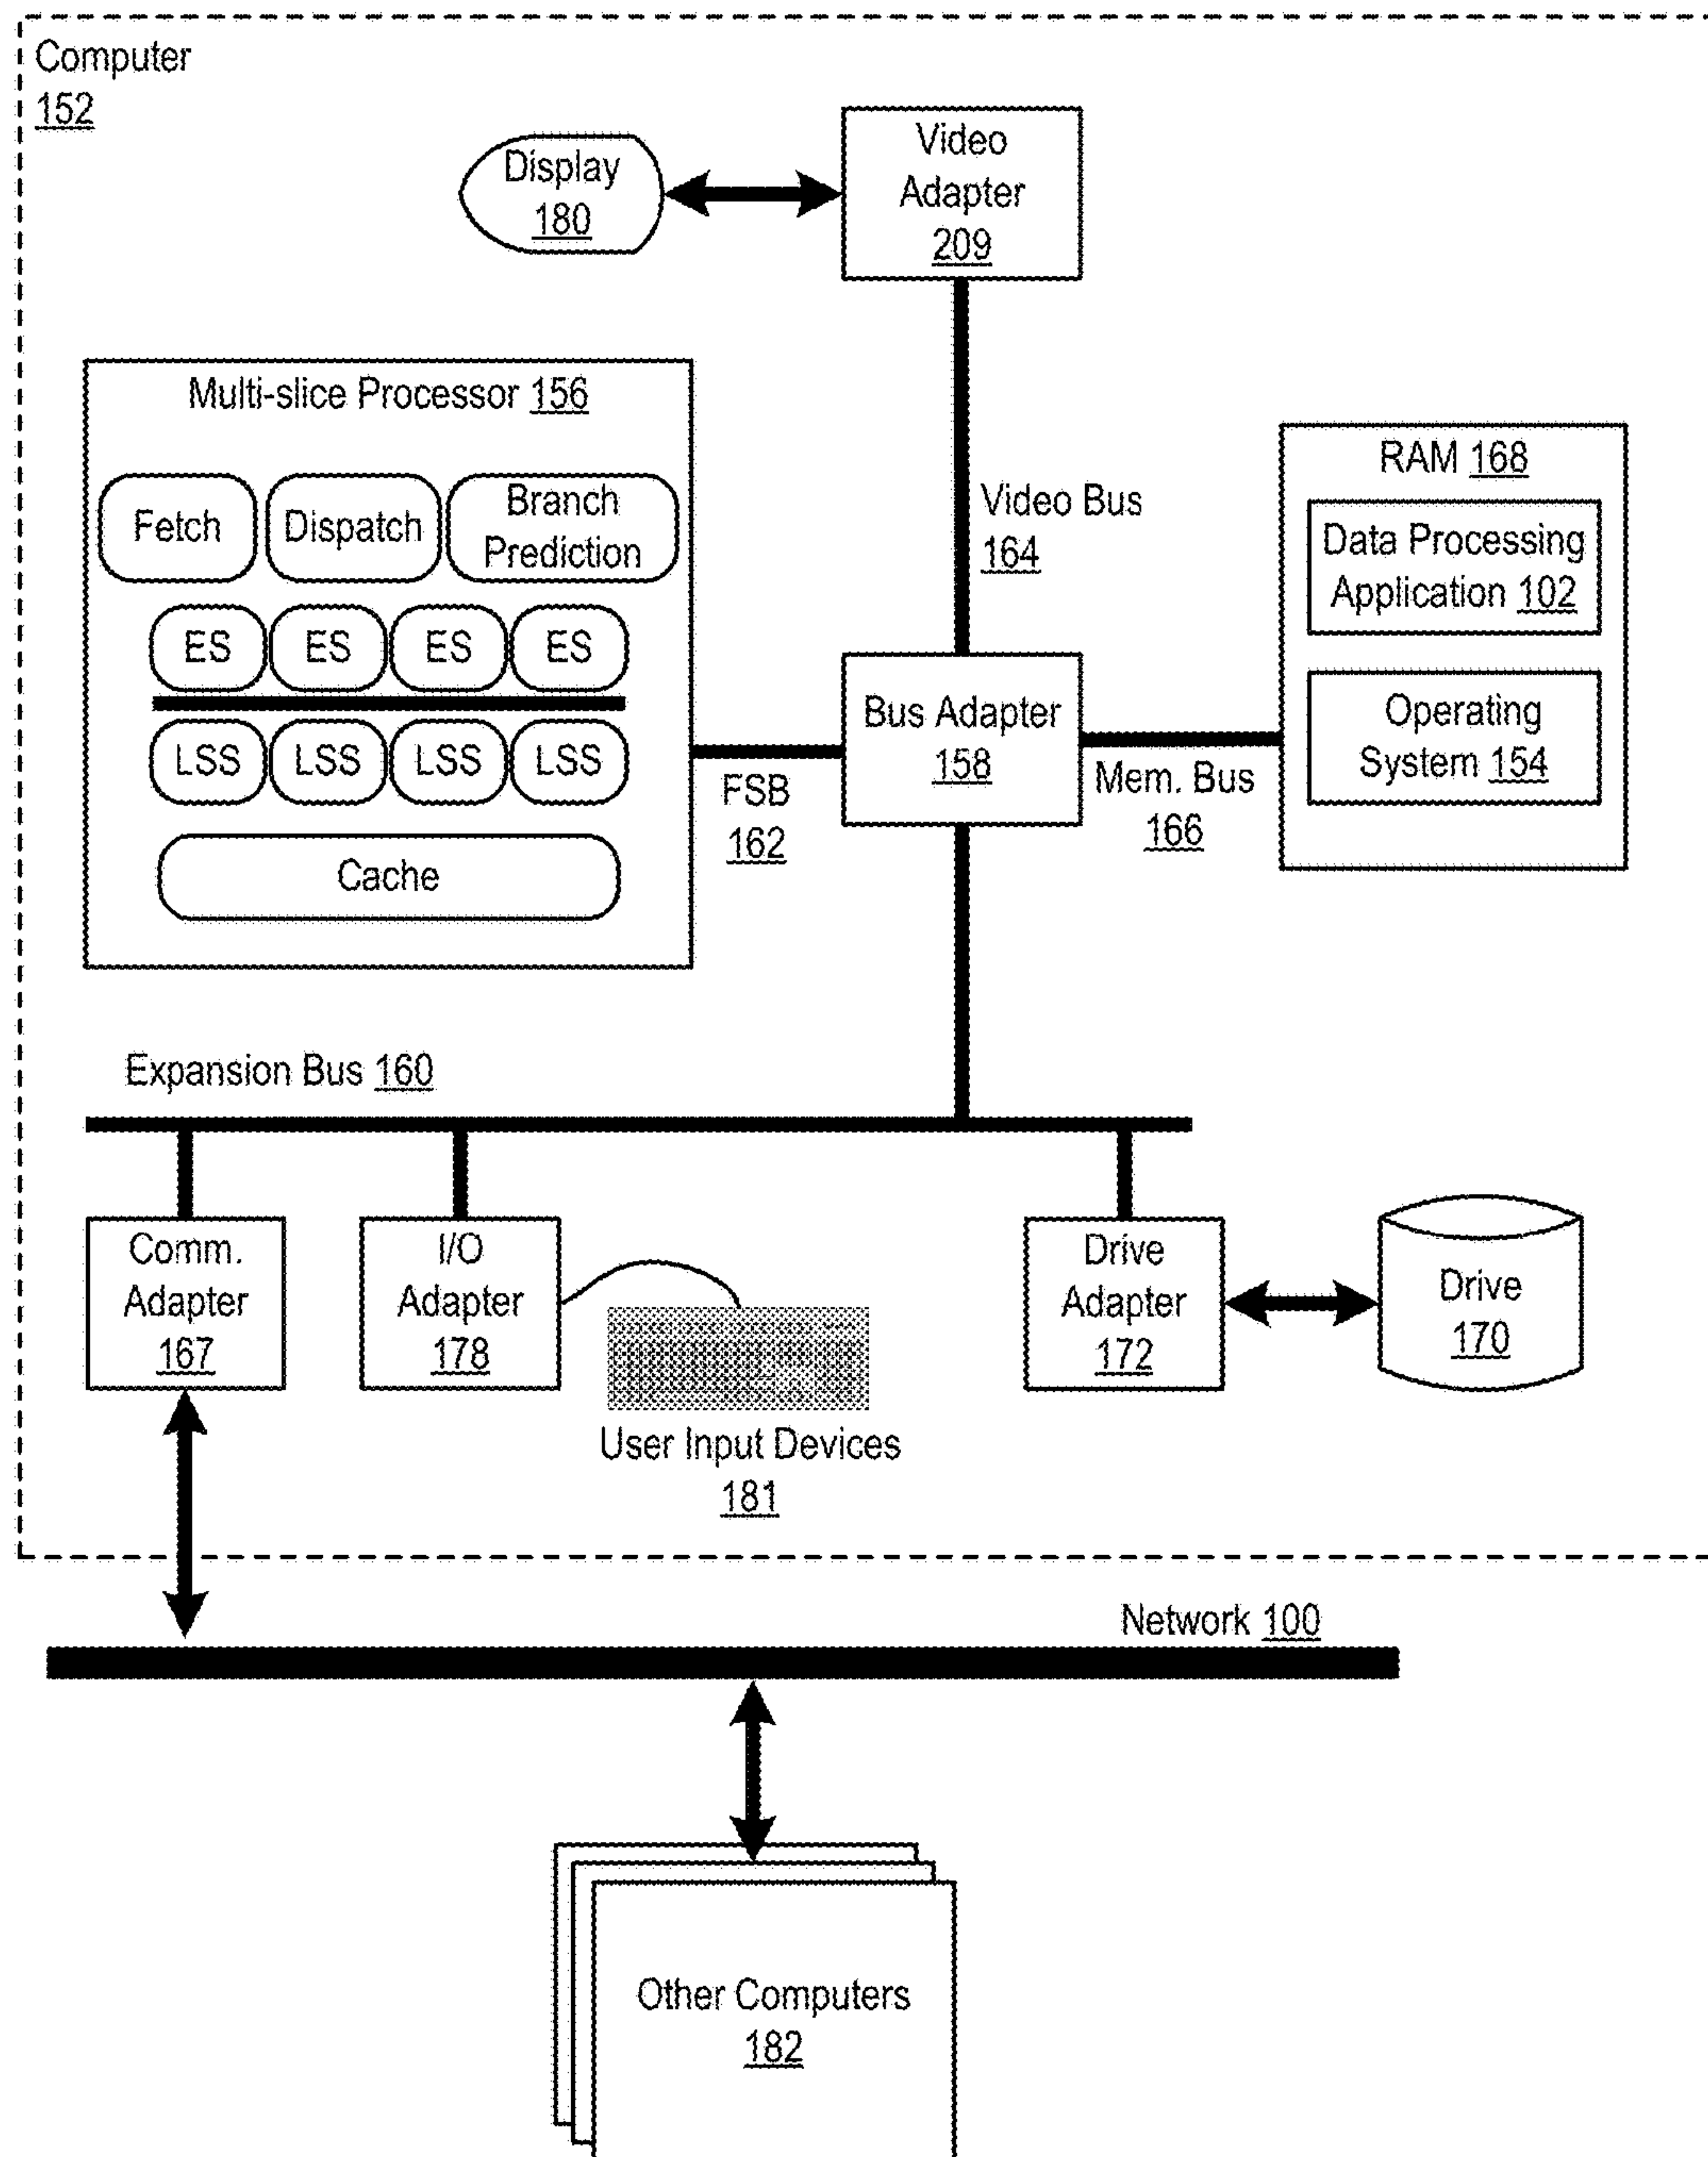 Computer
152
Display
180
Video
Adapter
209
Multi-slice Processor 156
Fetch
Dispatch
Branch
Prediction
ES
ES
ES
ES
LSS
LSS
LSS
LSS
Cache
Video Bus
164
RAM 168
Data Processing
Application 102
Operating
System 154
Bus Adapter
158
FSB
162
Mem. Bus
166
Expansion Bus 160
Comm.
Adapter
167
I/O
Adapter
178
User Input Devices
181
Drive
Adapter
172
Drive
170
Network 100
Other Computers
182